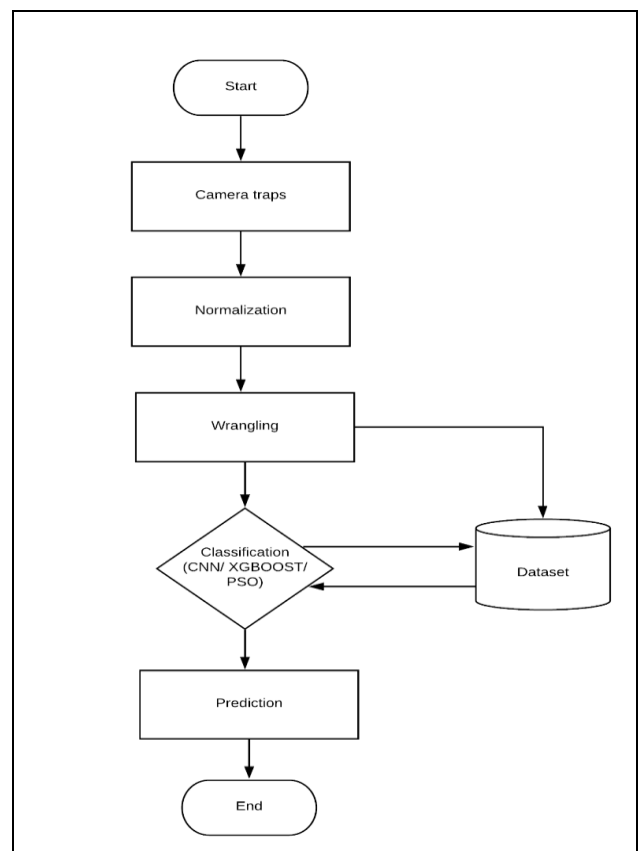 Start
Camera traps
Normalization
Wrangling
Classification
(CNN/ XGBOOST/
PSO)
Dataset
Prediction
End